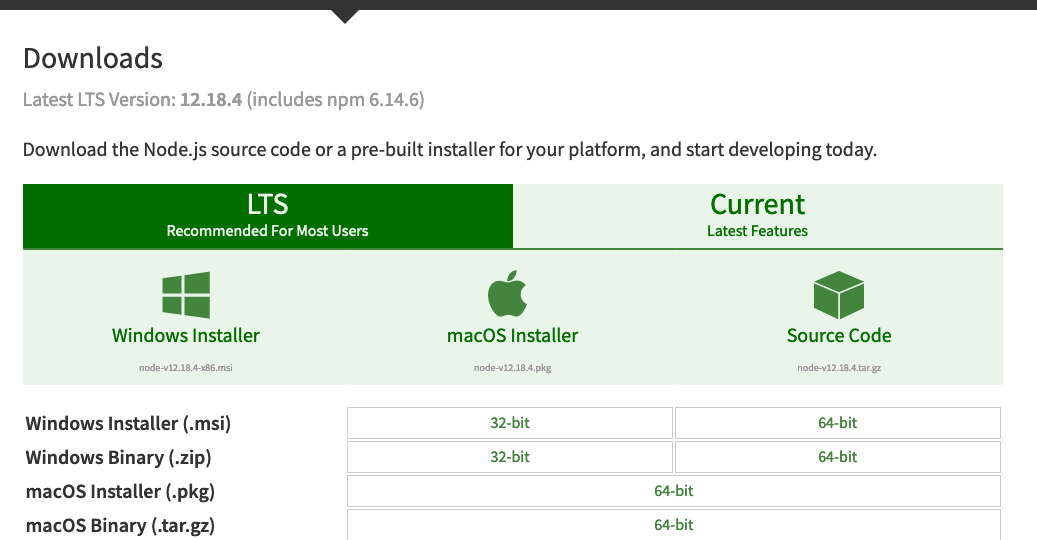 Downloads
Latest LTS Version: 12.18.4 (includes npm 6.14.6)
Download the Node.js source code or a pre-built installer for your platform, and start developing today.
LTS
Recommended For Most Users
Current
Latest Features
Windows Installer
node-v12.18.4-x86.msi
macOS Installer
node-v12.18.4.pkg
Source Code
node-v12.18.4.tar.gz
Windows Installer (.msi) 32-bit 64-bit
Windows Binary (.zip) 32-bit 64-bit
macOS Installer (.pkg) 64-bit
macOS Binary (.tar.gz) 64-bit